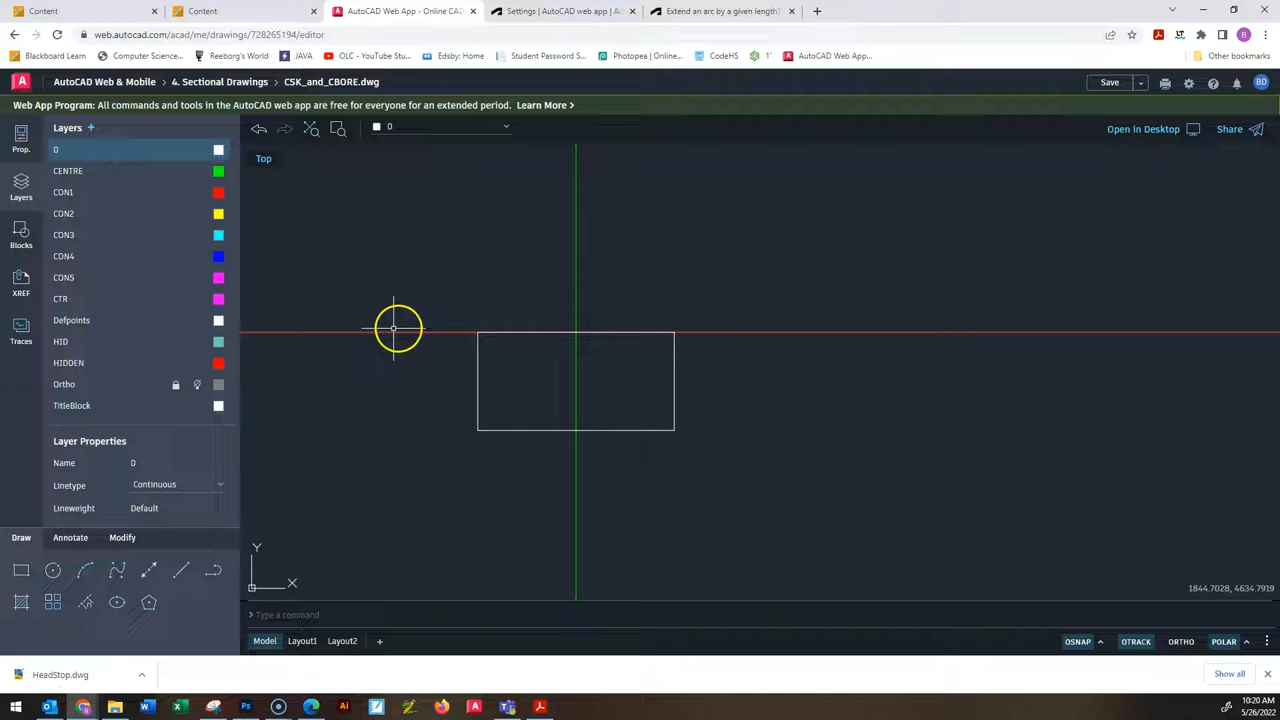 Content
Content
AutoCAD Web App - Online CAD
Settings | AutoCAD web app | Au
Extend an arc by a given length?
web.autocad.com/acad/me/drawings/728265194/editor
Blackboard Learn
Computer Science...
Reeborg's World
JAVA
OLC - YouTube Stu...
Edsby: Home
Student Password S...
Photopea | Online...
CodeHS
AutoCAD Web App...
Other bookmarks
AutoCAD Web & Mobile > 4. Sectional Drawings > CSK_and_CBORE.dwg
Save
BD
Web App Program: All commands and tools in the AutoCAD web app are free for everyone for an extended period. Learn More >
Prop.
Layers
Blocks
XREF
Traces
Layers +
0
CENTRE
CON1
CON2
CON3
CON4
CON5
CTR
Defpoints
HID
HIDDEN
Ortho
TitleBlock
Layer Properties
Name 0
Linetype Continuous
Lineweight Default
Draw Annotate Modify
0
Open in Desktop
Share
Top
Y
X
1844.7028, 4634.7919
Type a command
Model Layout1 Layout2 +
OSNAP OTRACK ORTHO POLAR
HeadStop.dwg
Show all
10:20 AM
5/26/2022